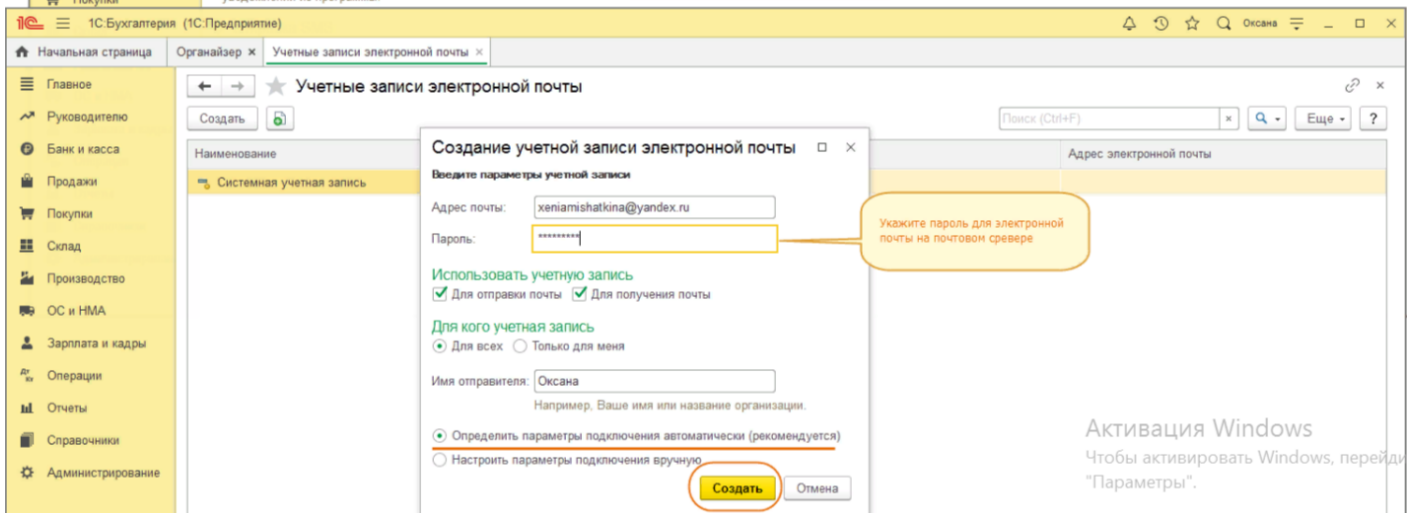 Покупки
1С:Бухгалтерия (1С:Предприятие)
Оксана
Начальная страница
Органайзер ×
Учетные записи электронной почты ×
Главное
Руководителю
Банк и касса
Продажи
Покупки
Склад
Производство
ОС и НМА
Зарплата и кадры
Операции
Отчеты
Справочники
Администрирование
Учетные записи электронной почты
Создать
Поиск (Ctrl+F)
×
Еще
?
Наименование
Адрес электронной почты
Системная учетная запись
Создание учетной записи электронной почты
Введите параметры учетной записи
Адрес почты: xeniamishatkina@yandex.ru
Пароль: *********
Использовать учетную запись
Для отправки почты Для получения почты
Для кого учетная запись
Для всех Только для меня
Имя отправителя: Оксана
Например, Ваше имя или название организации.
Определить параметры подключения автоматически (рекомендуется)
Настроить параметры подключения вручную
Создать Отмена
Укажите пароль для электронной
почты на почтовом сревере
Активация Windows
Чтобы активировать Windows, перейди
"Параметры".